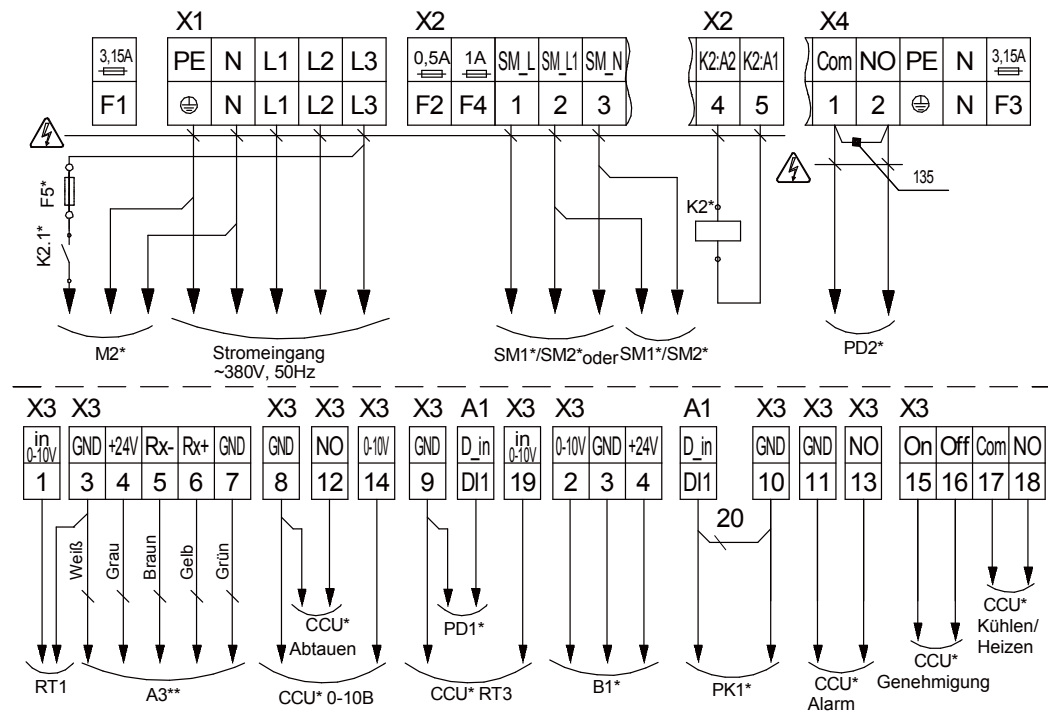 X1 X2 X2 X4
3,15A PE N L1 L2 L3 0,5A 1A SM_L SM_L1 SM_N K2:A2 K2:A1 Com NO PE N 3,15A
F1 N L1 L2 L3 F2 F4 1 2 3 4 5 1 2 N F3
135
F5*
K2*
K2.1*
M2*
Stromeingang
~380V, 50Hz
SM1*/SM2* oder SM1*/SM2*
PD2*
X3 X3 X3 X3 X3 X3 A1 X3 X3 A1 X3 X3 X3 X3
in 0-10V GND +24V Rx- Rx+ GND GND NO 0-10V GND D_in in 0-10V 0-10V GND +24V D_in GND GND NO On Off Com NO
1 3 4 5 6 7 8 12 14 9 DI1 19 2 3 4 DI1 10 11 13 15 16 17 18
20
Weiß
Grau
Braun
Gelb
Grün
CCU*
Abtauen
PD1*
CCU*
Kühlen/
Heizen
RT1
A3**
CCU* 0-10B
CCU* RT3
B1*
PK1*
CCU*
Alarm
CCU*
Genehmigung